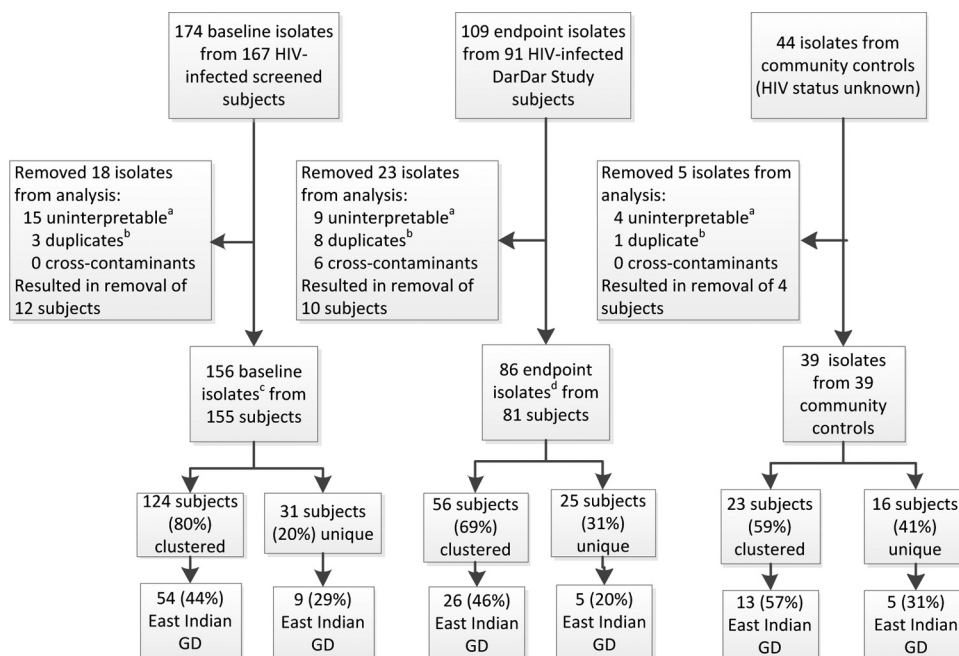 174 baseline isolates
from 167 HIV-
infected screened
subjects
109 endpoint isolates
from 91 HIV-infected
DarDar Study
subjects
44 isolates from
community controls
(HIV status unknown)
Removed 18 isolates
from analysis:
15 uninterpretableᵃ
3 duplicatesᵇ
0 cross-contaminants
Resulted in removal of
12 subjects
Removed 23 isolates
from analysis:
9 uninterpretableᵃ
8 duplicatesᵇ
6 cross-contaminants
Resulted in removal of
10 subjects
Removed 5 isolates from
analysis:
4 uninterpretableᵃ
1 duplicateᵇ
0 cross-contaminants
Resulted in removal of 4
subjects
156 baseline
isolatesᶜ from
155 subjects
86 endpoint
isolatesᵈ from
81 subjects
39 isolates
from 39
community
controls
124 subjects
(80%)
clustered
31 subjects
(20%) unique
56 subjects
(69%)
clustered
25 subjects
(31%)
unique
23 subjects
(59%)
clustered
16 subjects
(41%)
unique
54 (44%)
East Indian
GD
9 (29%)
East Indian
GD
26 (46%)
East Indian
GD
5 (20%)
East Indian
GD
13 (57%)
East Indian
GD
5 (31%)
East Indian
GD